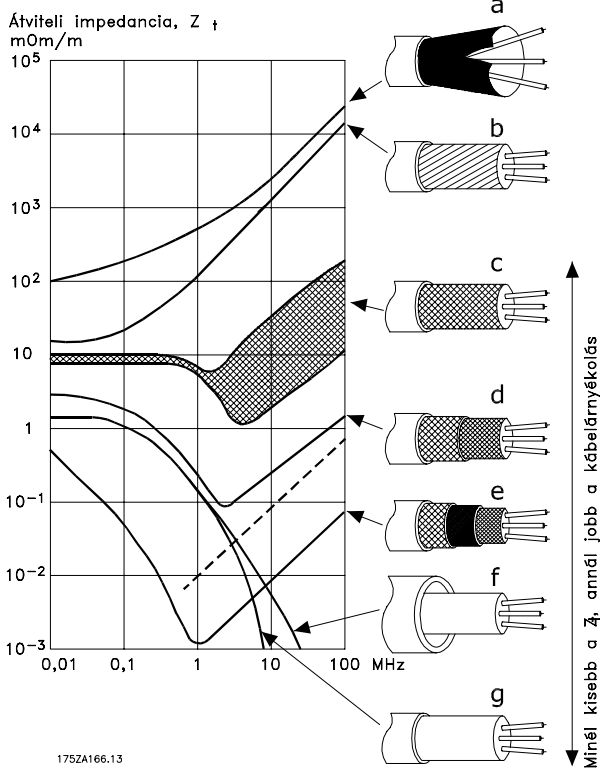 Átviteli impedancia, Z t
mOm/m
10⁵
10⁴
10³
10²
10
1
10⁻¹
10⁻²
10⁻³
0,01 0,1 1 10 100 MHz
a
b
c
d
e
f
g
Minél kisebb a Z, annál jobb a kábelárnyékolás
175ZA166.13